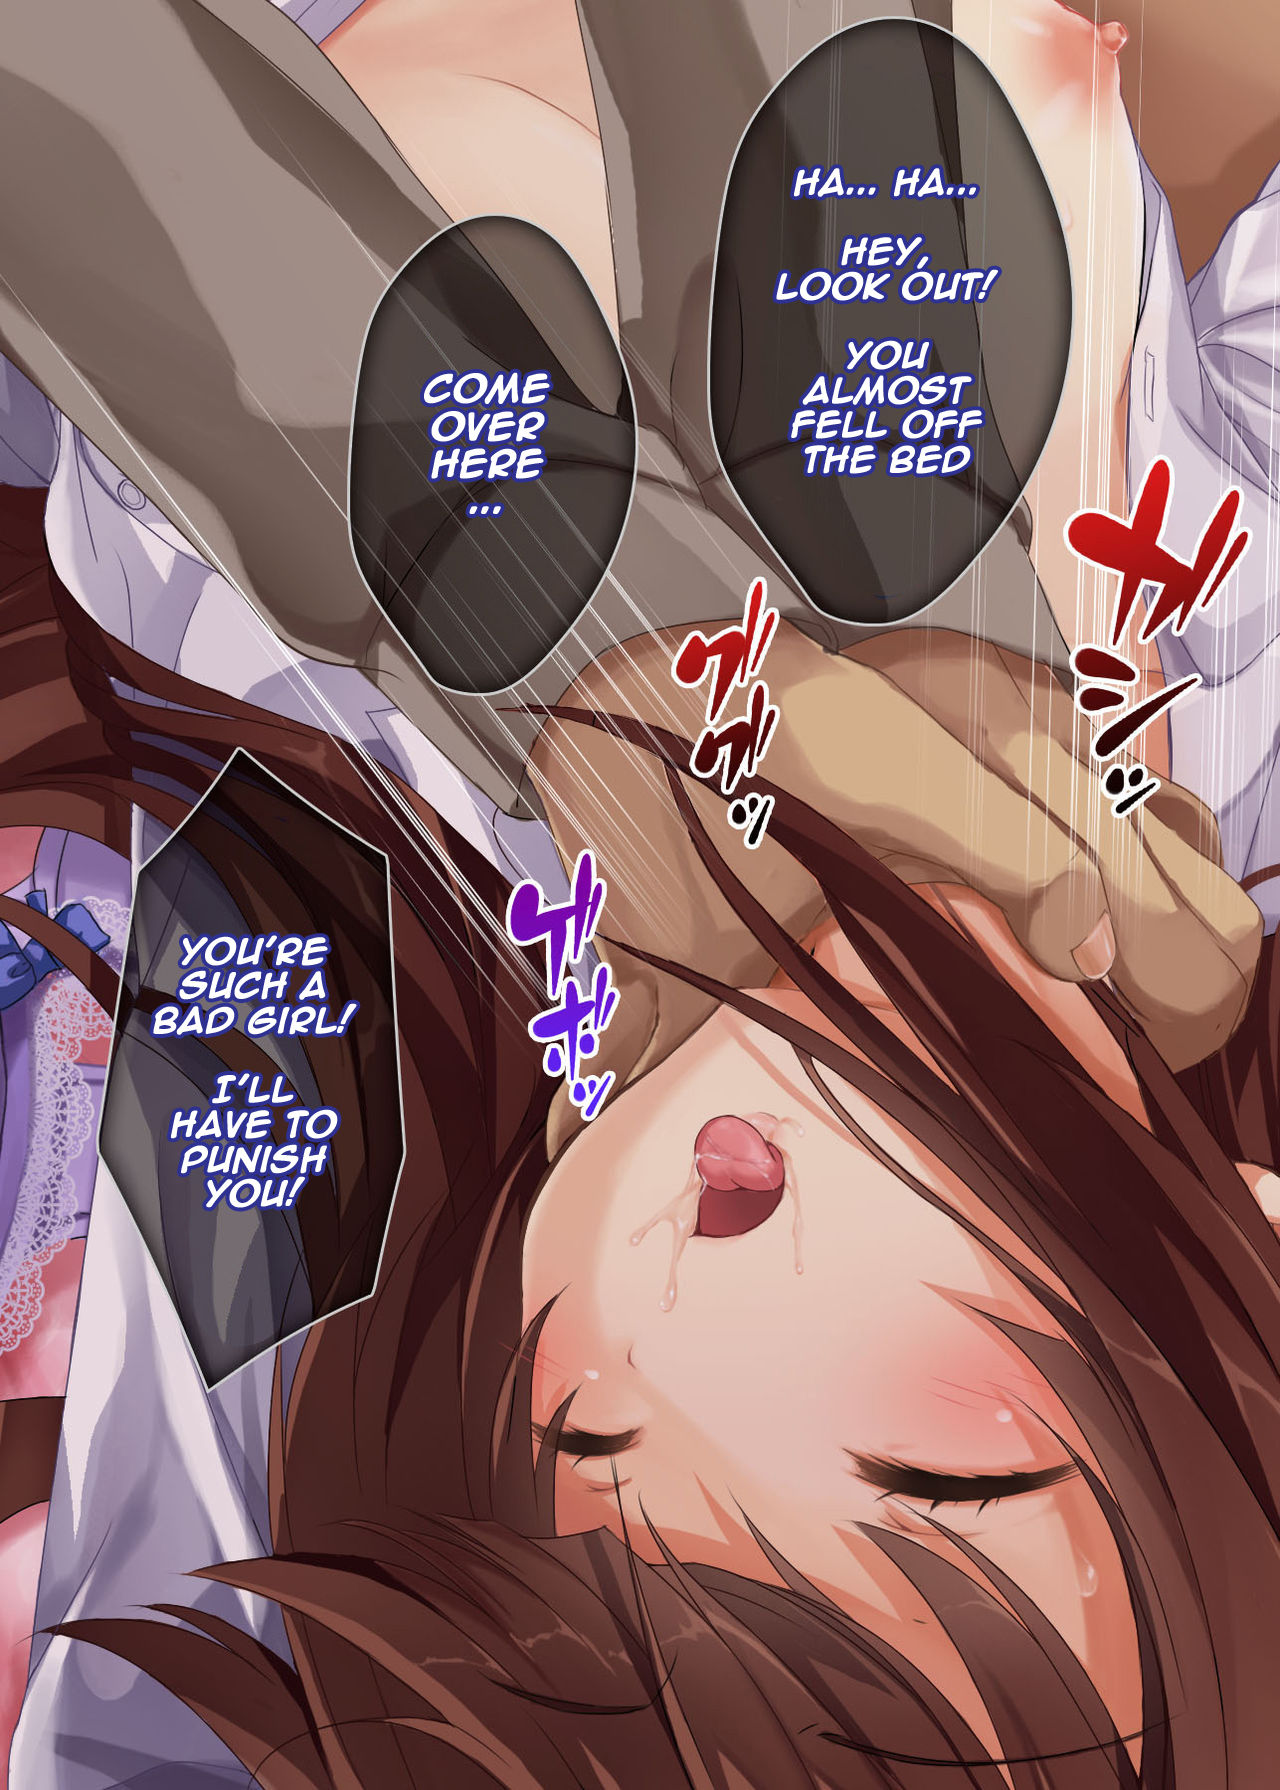 HA... HA...
HEY,
LOOK OUT!
YOU
ALMOST
FELL OFF
THE BED
COME
OVER
HERE
...
YOU'RE
SUCH A
BAD GIRL!
I'LL
HAVE TO
PUNISH
YOU!